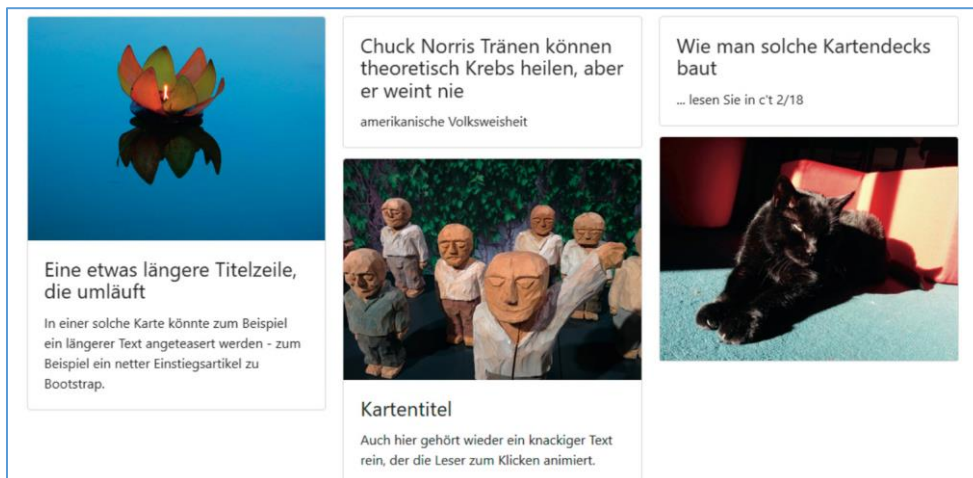 Eine etwas längere Titelzeile,
die umläuft
In einer solche Karte könnte zum Beispiel
ein längerer Text angeteasert werden - zum
Beispiel ein netter Einstiegsartikel zu
Bootstrap.
Chuck Norris Tränen können
theoretisch Krebs heilen, aber
er weint nie
amerikanische Volksweisheit
Kartentitel
Auch hier gehört wieder ein knackiger Text
rein, der die Leser zum Klicken animiert.
Wie man solche Kartendecks
baut
... lesen Sie in c't 2/18